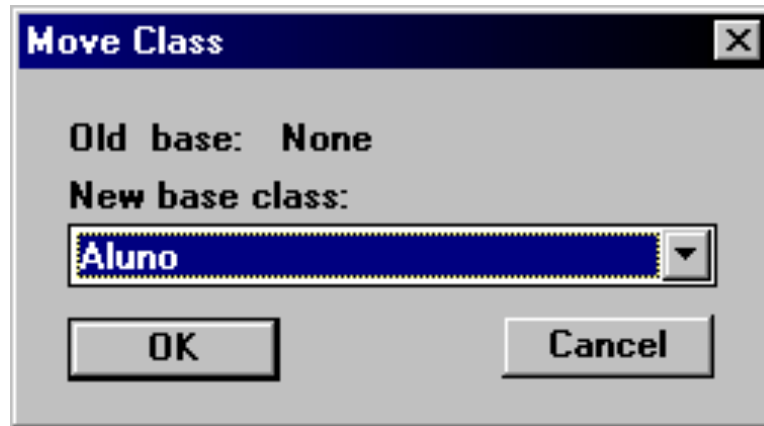 Move Class
Old base: None
New base class:
Aluno
OK Cancel